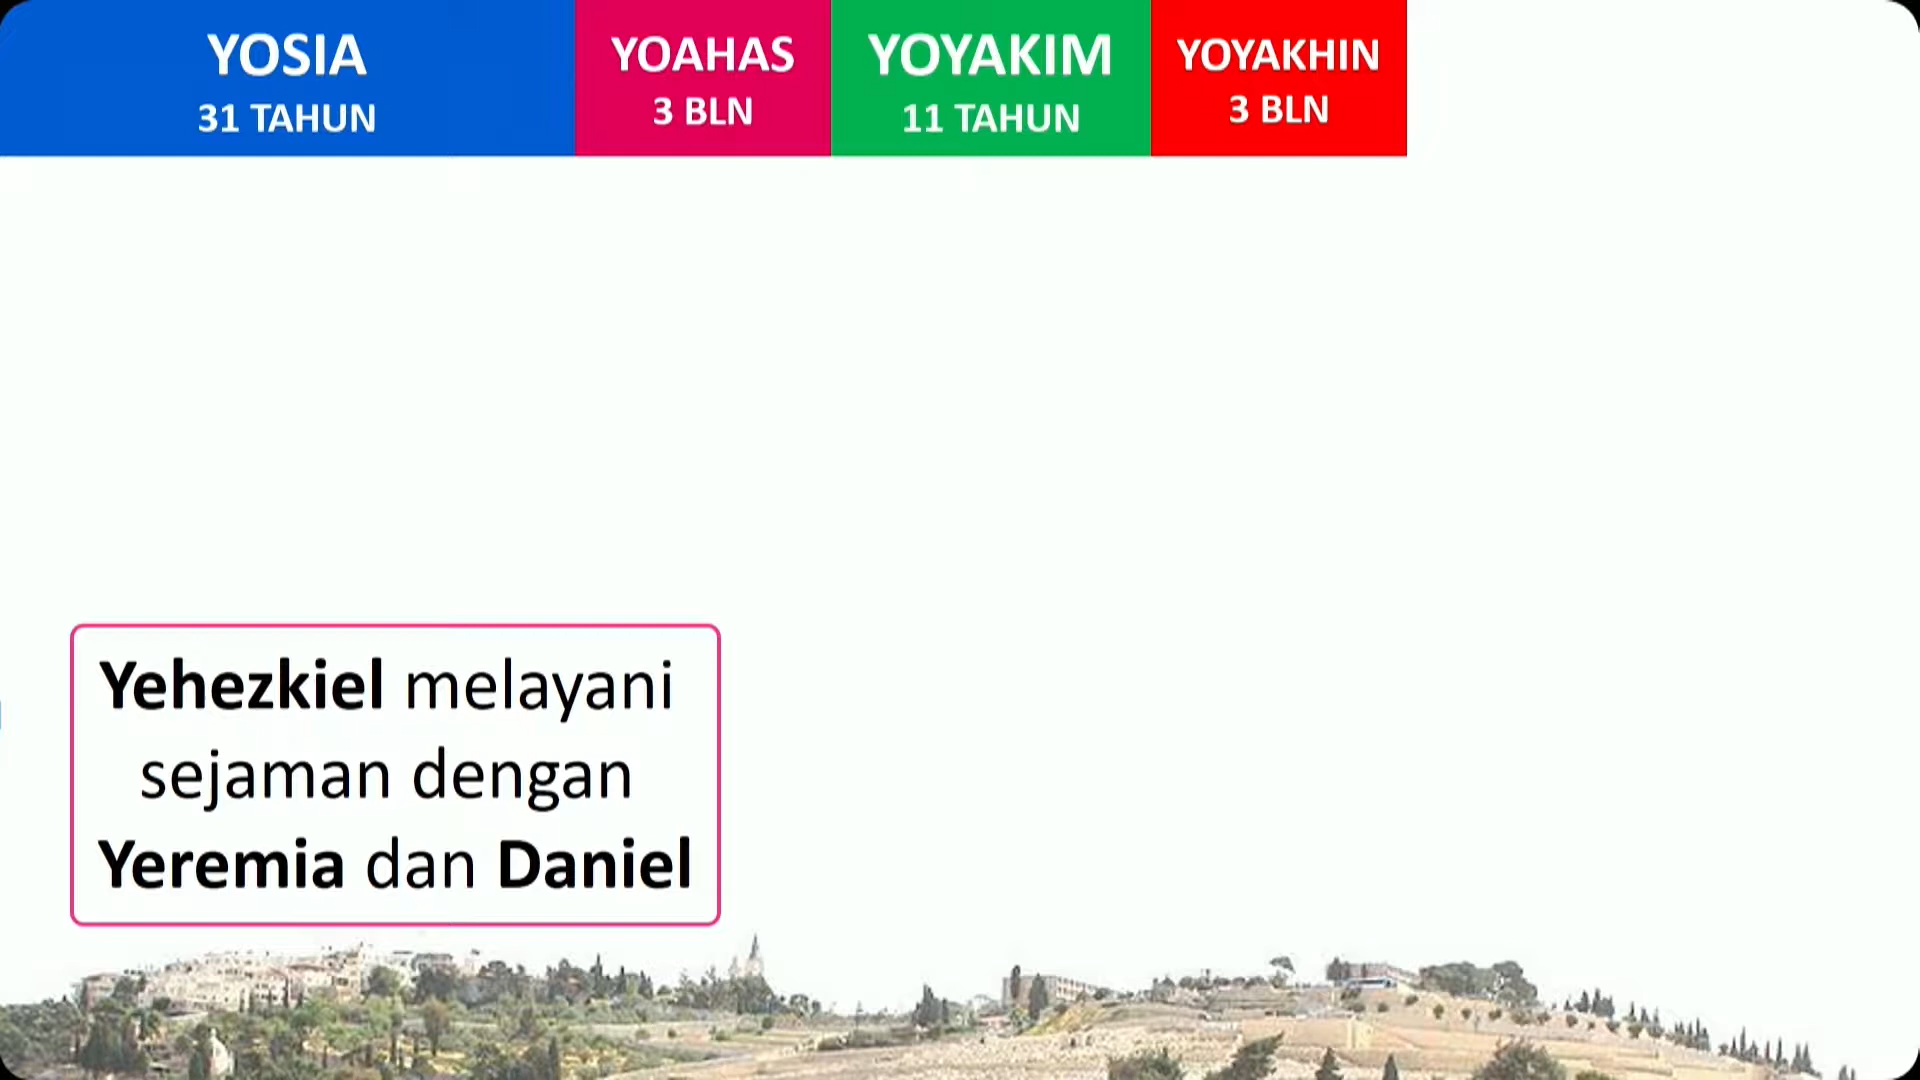 YOSIA
31 TAHUN
YOAHAS
3 BLN
YOYAKIM
11 TAHUN
YOYAKHIN
3 BLN
Yehezkiel melayani
sejaman dengan
Yeremia dan Daniel